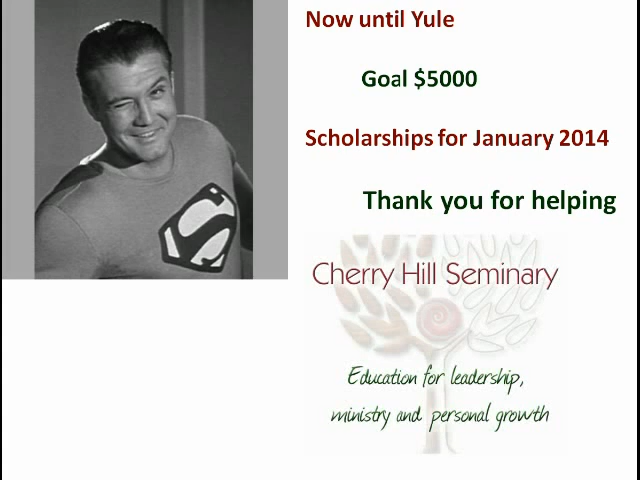 Now until Yule
Goal $5000
Scholarships for January 2014
Thank you for helping
Cherry Hill Seminary
Education for leadership,
ministry and personal growth